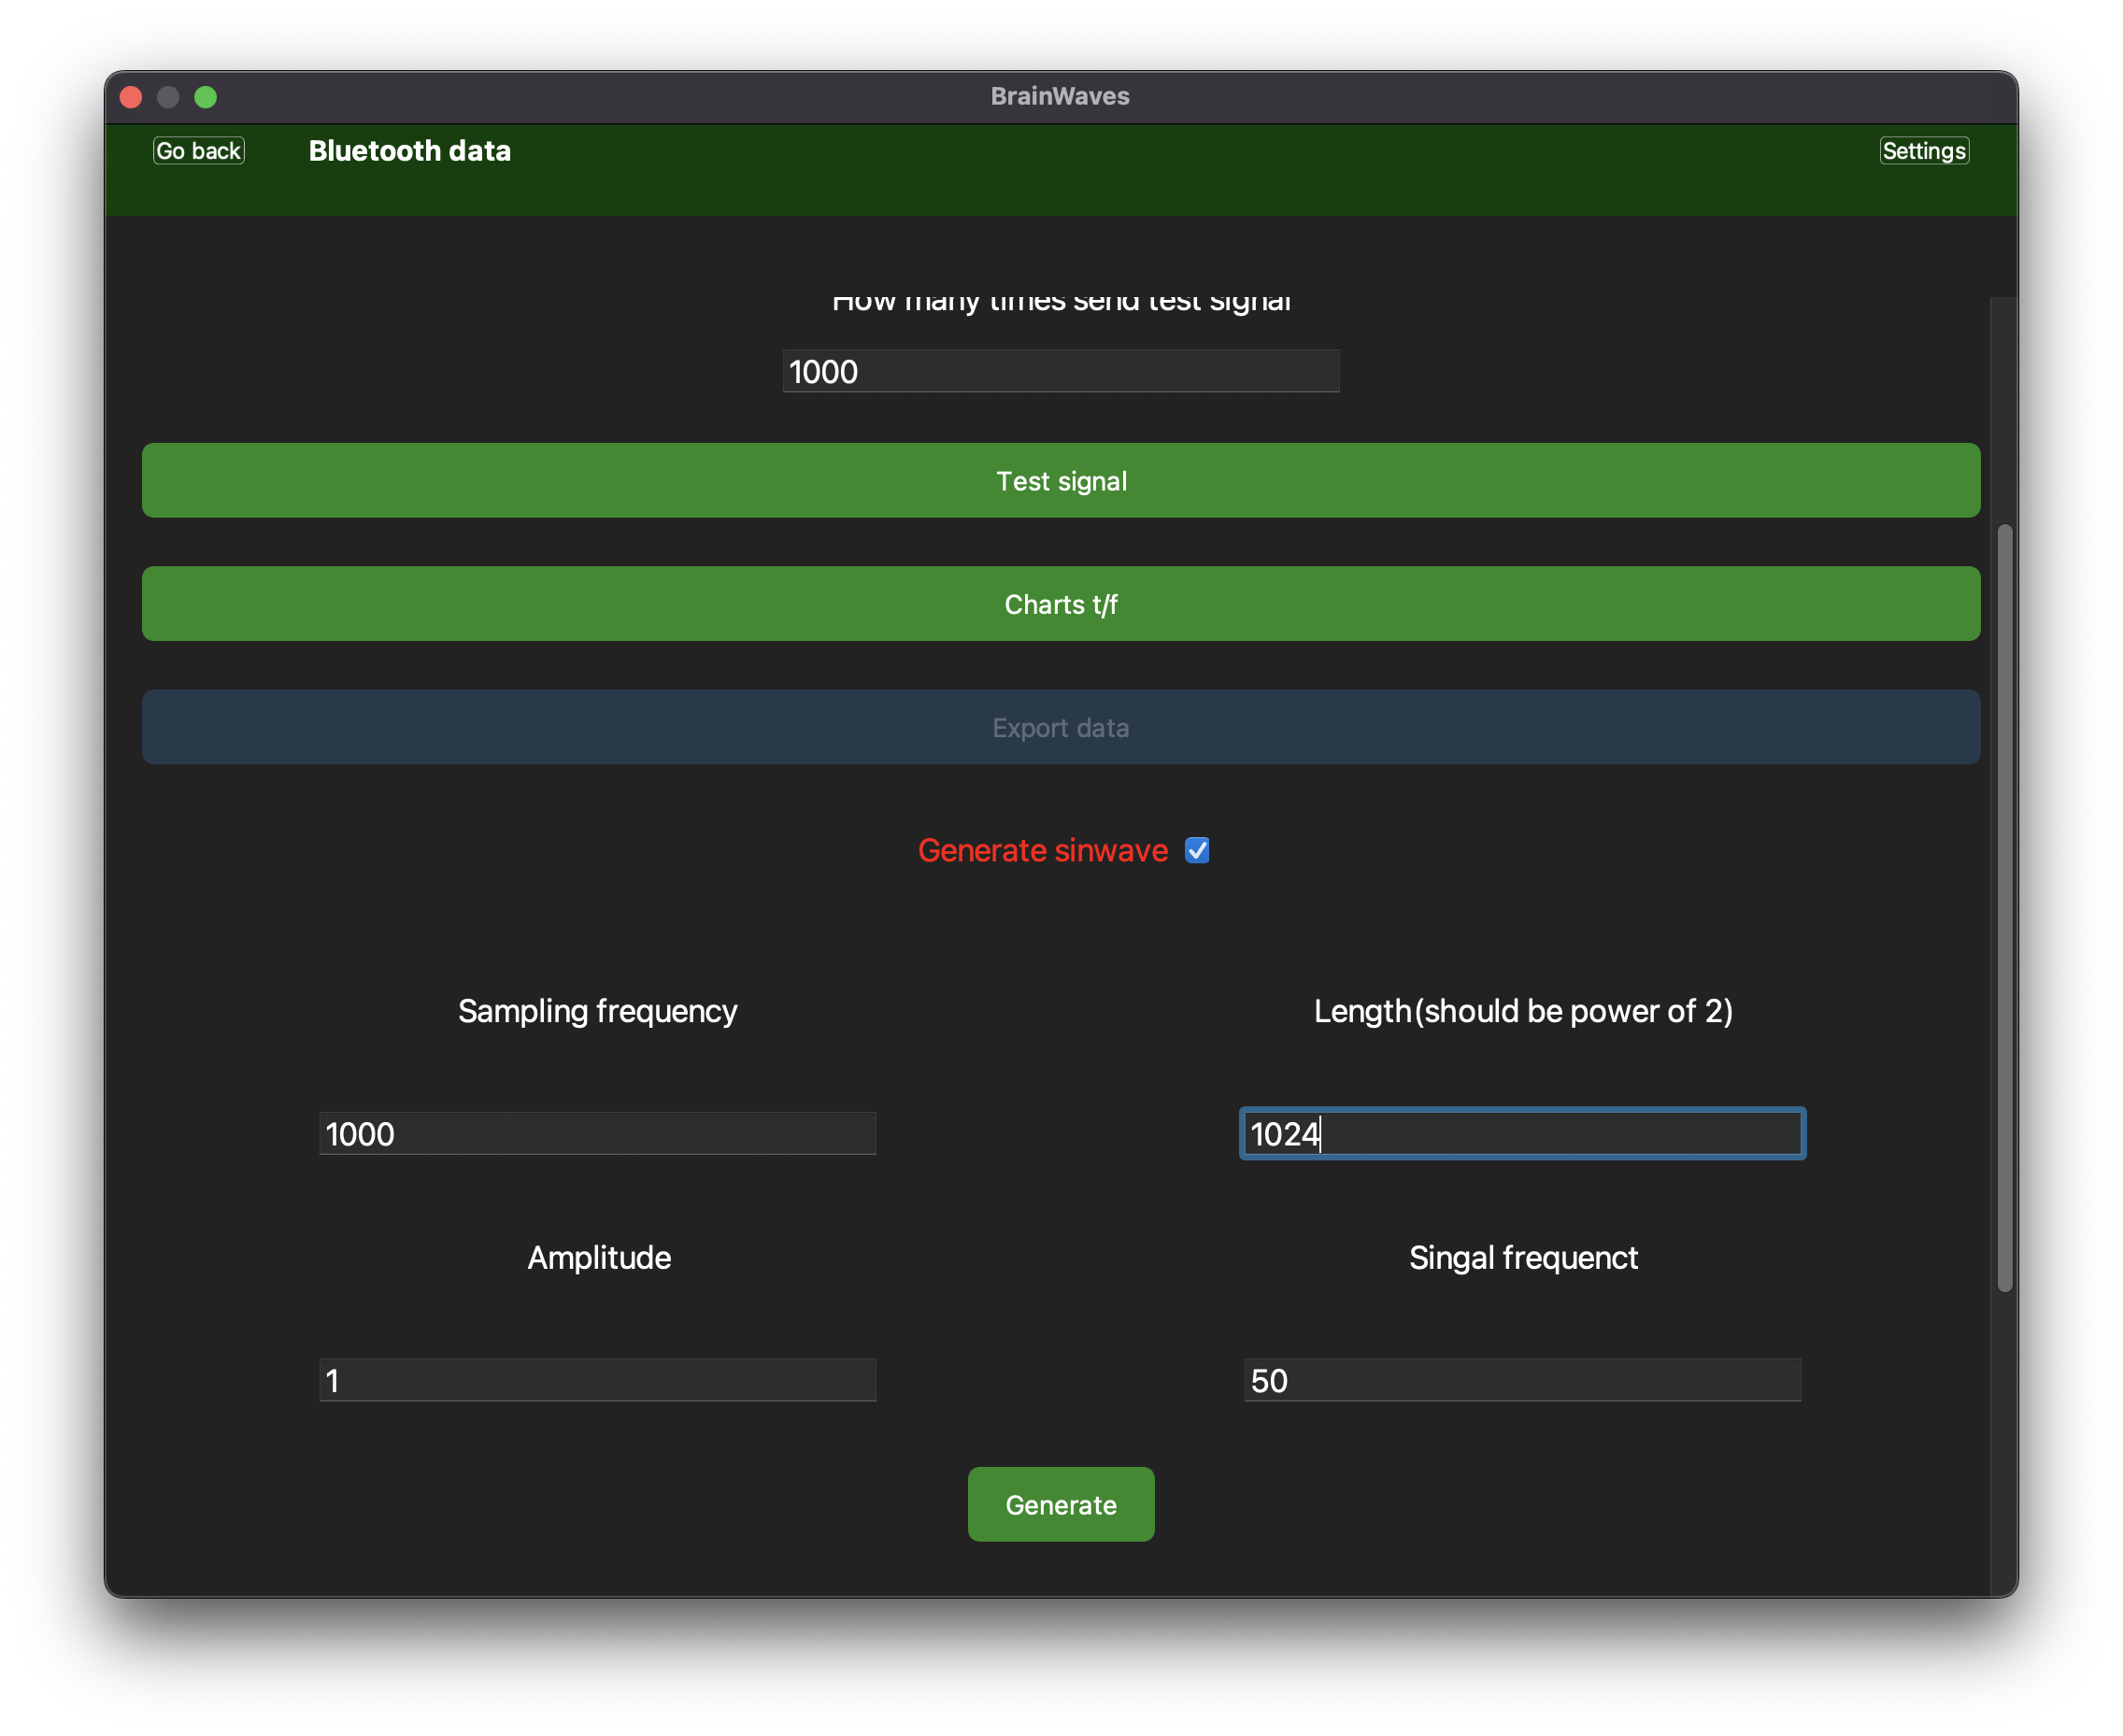 BrainWaves
Go back Bluetooth data Settings
How many times send test signal
1000
Test signal
Charts t/f
Export data
Generate sinwave
Sampling frequency Length(should be power of 2)
1000 1024
Amplitude Singal frequenct
1 50
Generate